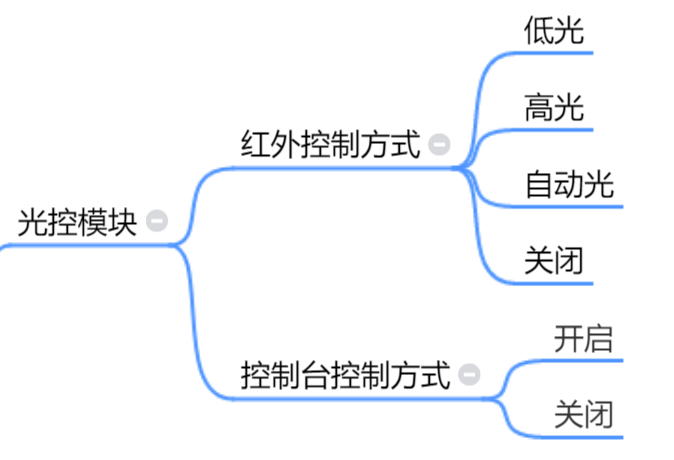 光控模块
红外控制方式
低光
高光
自动光
关闭
控制台控制方式
开启
关闭